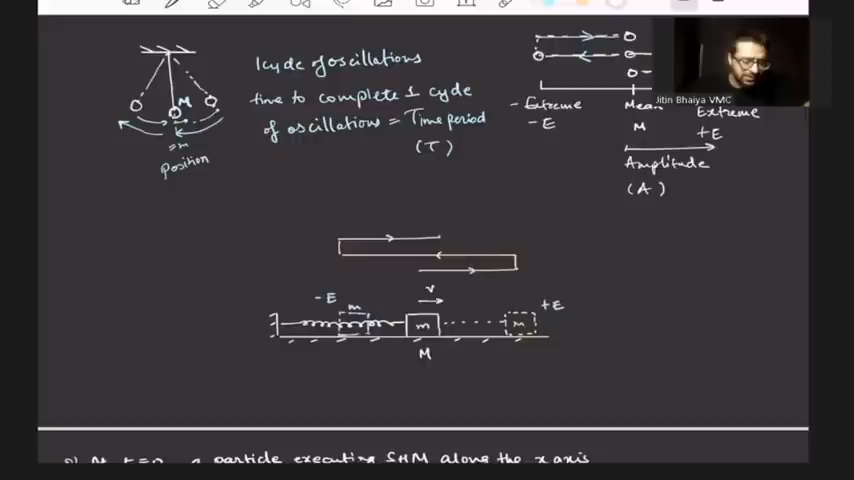 1cycle of oscillations
time to complete 1 cycle
of oscillations = Time period
(T)
M
=m
Position
Jitin Bhaiya VMC
- Extreme
Mean
Extreme
- E
M
+E
Amplitude
(A)
- E
m
v
+E
m
m
M
a particle executing SHM along the x axis